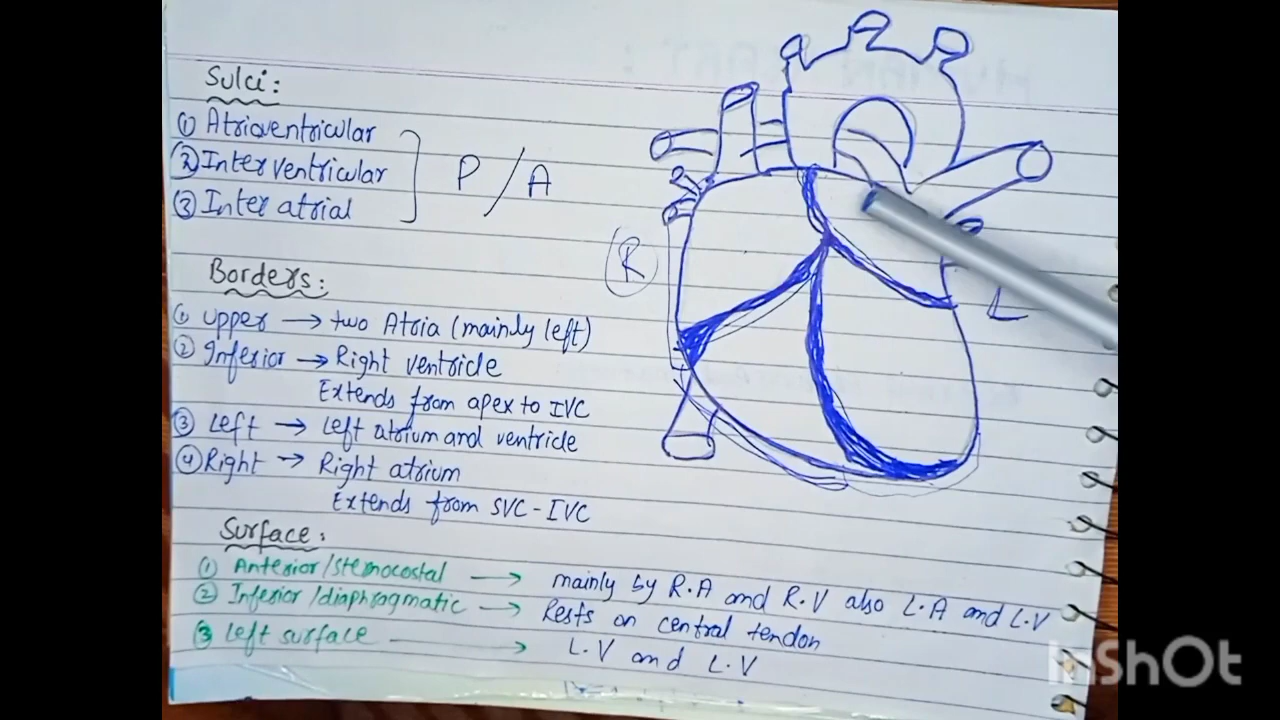 Sulci:
① Atrioventricular
② Interventricular
③ Inter atrial
P / A
Borders:
① Upper → two Atria (mainly left)
② Inferior → Right ventricle
Extends from apex to IVC
③ Left → Left atrium and ventricle
④ Right → Right atrium
Extends from SVC - IVC
Surface:
① Anterior/sternocostal → mainly by R.A and R.V also L.A and L.V
② Inferior/diaphragmatic → Rests on central tendon
③ Left surface → L.V and L.V
R
L
InShOt